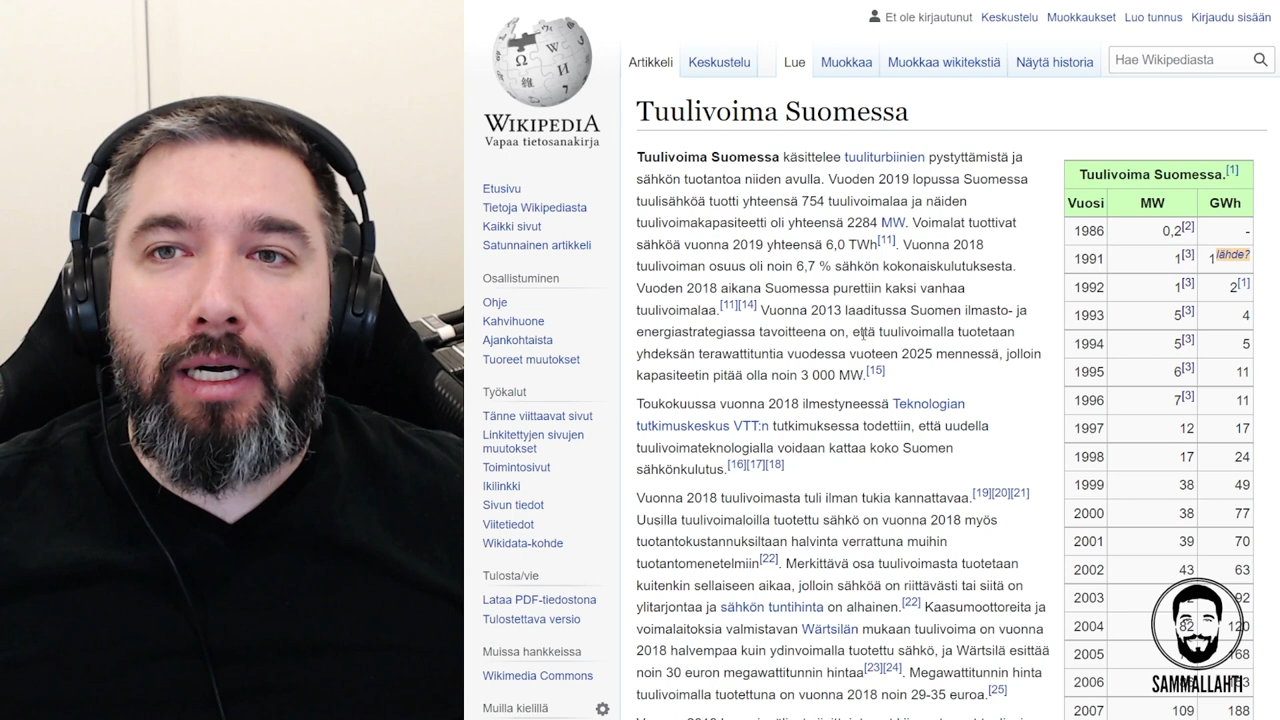 Et ole kirjautunut Keskustelu Muokkaukset Luo tunnus Kirjaudu sisään
Artikkeli Keskustelu Lue Muokkaa Muokkaa wikitekstiä Näytä historia Hae Wikipediasta
WIKIPEDIA
Vapaa tietosanakirja
Etusivu
Tietoja Wikipediasta
Kaikki sivut
Satunnainen artikkeli
Osallistuminen
Ohje
Kahvihuone
Ajankohtaista
Tuoreet muutokset
Työkalut
Tänne viittaavat sivut
Linkitettyjen sivujen
muutokset
Toimintosivut
Ikilinkki
Sivun tiedot
Viitetiedot
Wikidata-kohde
Tulosta/vie
Lataa PDF-tiedostona
Tulostettava versio
Muissa hankkeissa
Wikimedia Commons
Muilla kielillä
Tuulivoima Suomessa
Tuulivoima Suomessa käsittelee tuuliturbiinien pystyttämistä ja
sähkön tuotantoa niiden avulla. Vuoden 2019 lopussa Suomessa
tuulisähköä tuotti yhteensä 754 tuulivoimalaa ja näiden
tuulivoimakapasiteetti oli yhteensä 2284 MW. Voimalat tuottivat
sähköä vuonna 2019 yhteensä 6,0 TWh[11]. Vuonna 2018
tuulivoiman osuus oli noin 6,7 % sähkön kokonaiskulutuksesta.
Vuoden 2018 aikana Suomessa purettiin kaksi vanhaa
tuulivoimalaa.[11][14] Vuonna 2013 laaditussa Suomen ilmasto- ja
energiastrategiassa tavoitteena on, että tuulivoimalla tuotetaan
yhdeksän terawattituntia vuodessa vuoteen 2025 mennessä, jolloin
kapasiteetin pitää olla noin 3 000 MW.[15]
Toukokuussa vuonna 2018 ilmestyneessä Teknologian
tutkimuskeskus VTT:n tutkimuksessa todettiin, että uudella
tuulivoimateknologialla voidaan kattaa koko Suomen
sähkönkulutus.[16][17][18]
Vuonna 2018 tuulivoimasta tuli ilman tukia kannattavaa.[19][20][21]
Uusilla tuulivoimaloilla tuotettu sähkö on vuonna 2018 myös
tuotantokustannuksiltaan halvinta verrattuna muihin
tuotantomenetelmiin[22]. Merkittävä osa tuulivoimasta tuotetaan
kuitenkin sellaiseen aikaa, jolloin sähköä on riittävästi tai siitä on
ylitarjontaa ja sähkön tuntihinta on alhainen.[22] Kaasumoottoreita ja
voimalaitoksia valmistavan Wärtsilän mukaan tuulivoima on vuonna
2018 halvempaa kuin ydinvoimalla tuotettu sähkö, ja Wärtsilä esittää
noin 30 euron megawattitunnin hintaa[23][24]. Megawattitunnin hinta
tuulivoimalla tuotettuna on vuonna 2018 noin 29-35 euroa.[25]
Tuulivoima Suomessa.[1]
Vuosi MW GWh
1986 0,2[2] -
1991 1[3] 1lähde?
1992 1[3] 2[1]
1993 5[3] 4
1994 5[3] 5
1995 6[3] 11
1996 7[3] 11
1997 12 17
1998 17 24
1999 38 49
2000 38 77
2001 39 70
2002 43 63
2003 92
2004 82 120
2005 168
2006
2007 109 188
SAMMALLAHTI